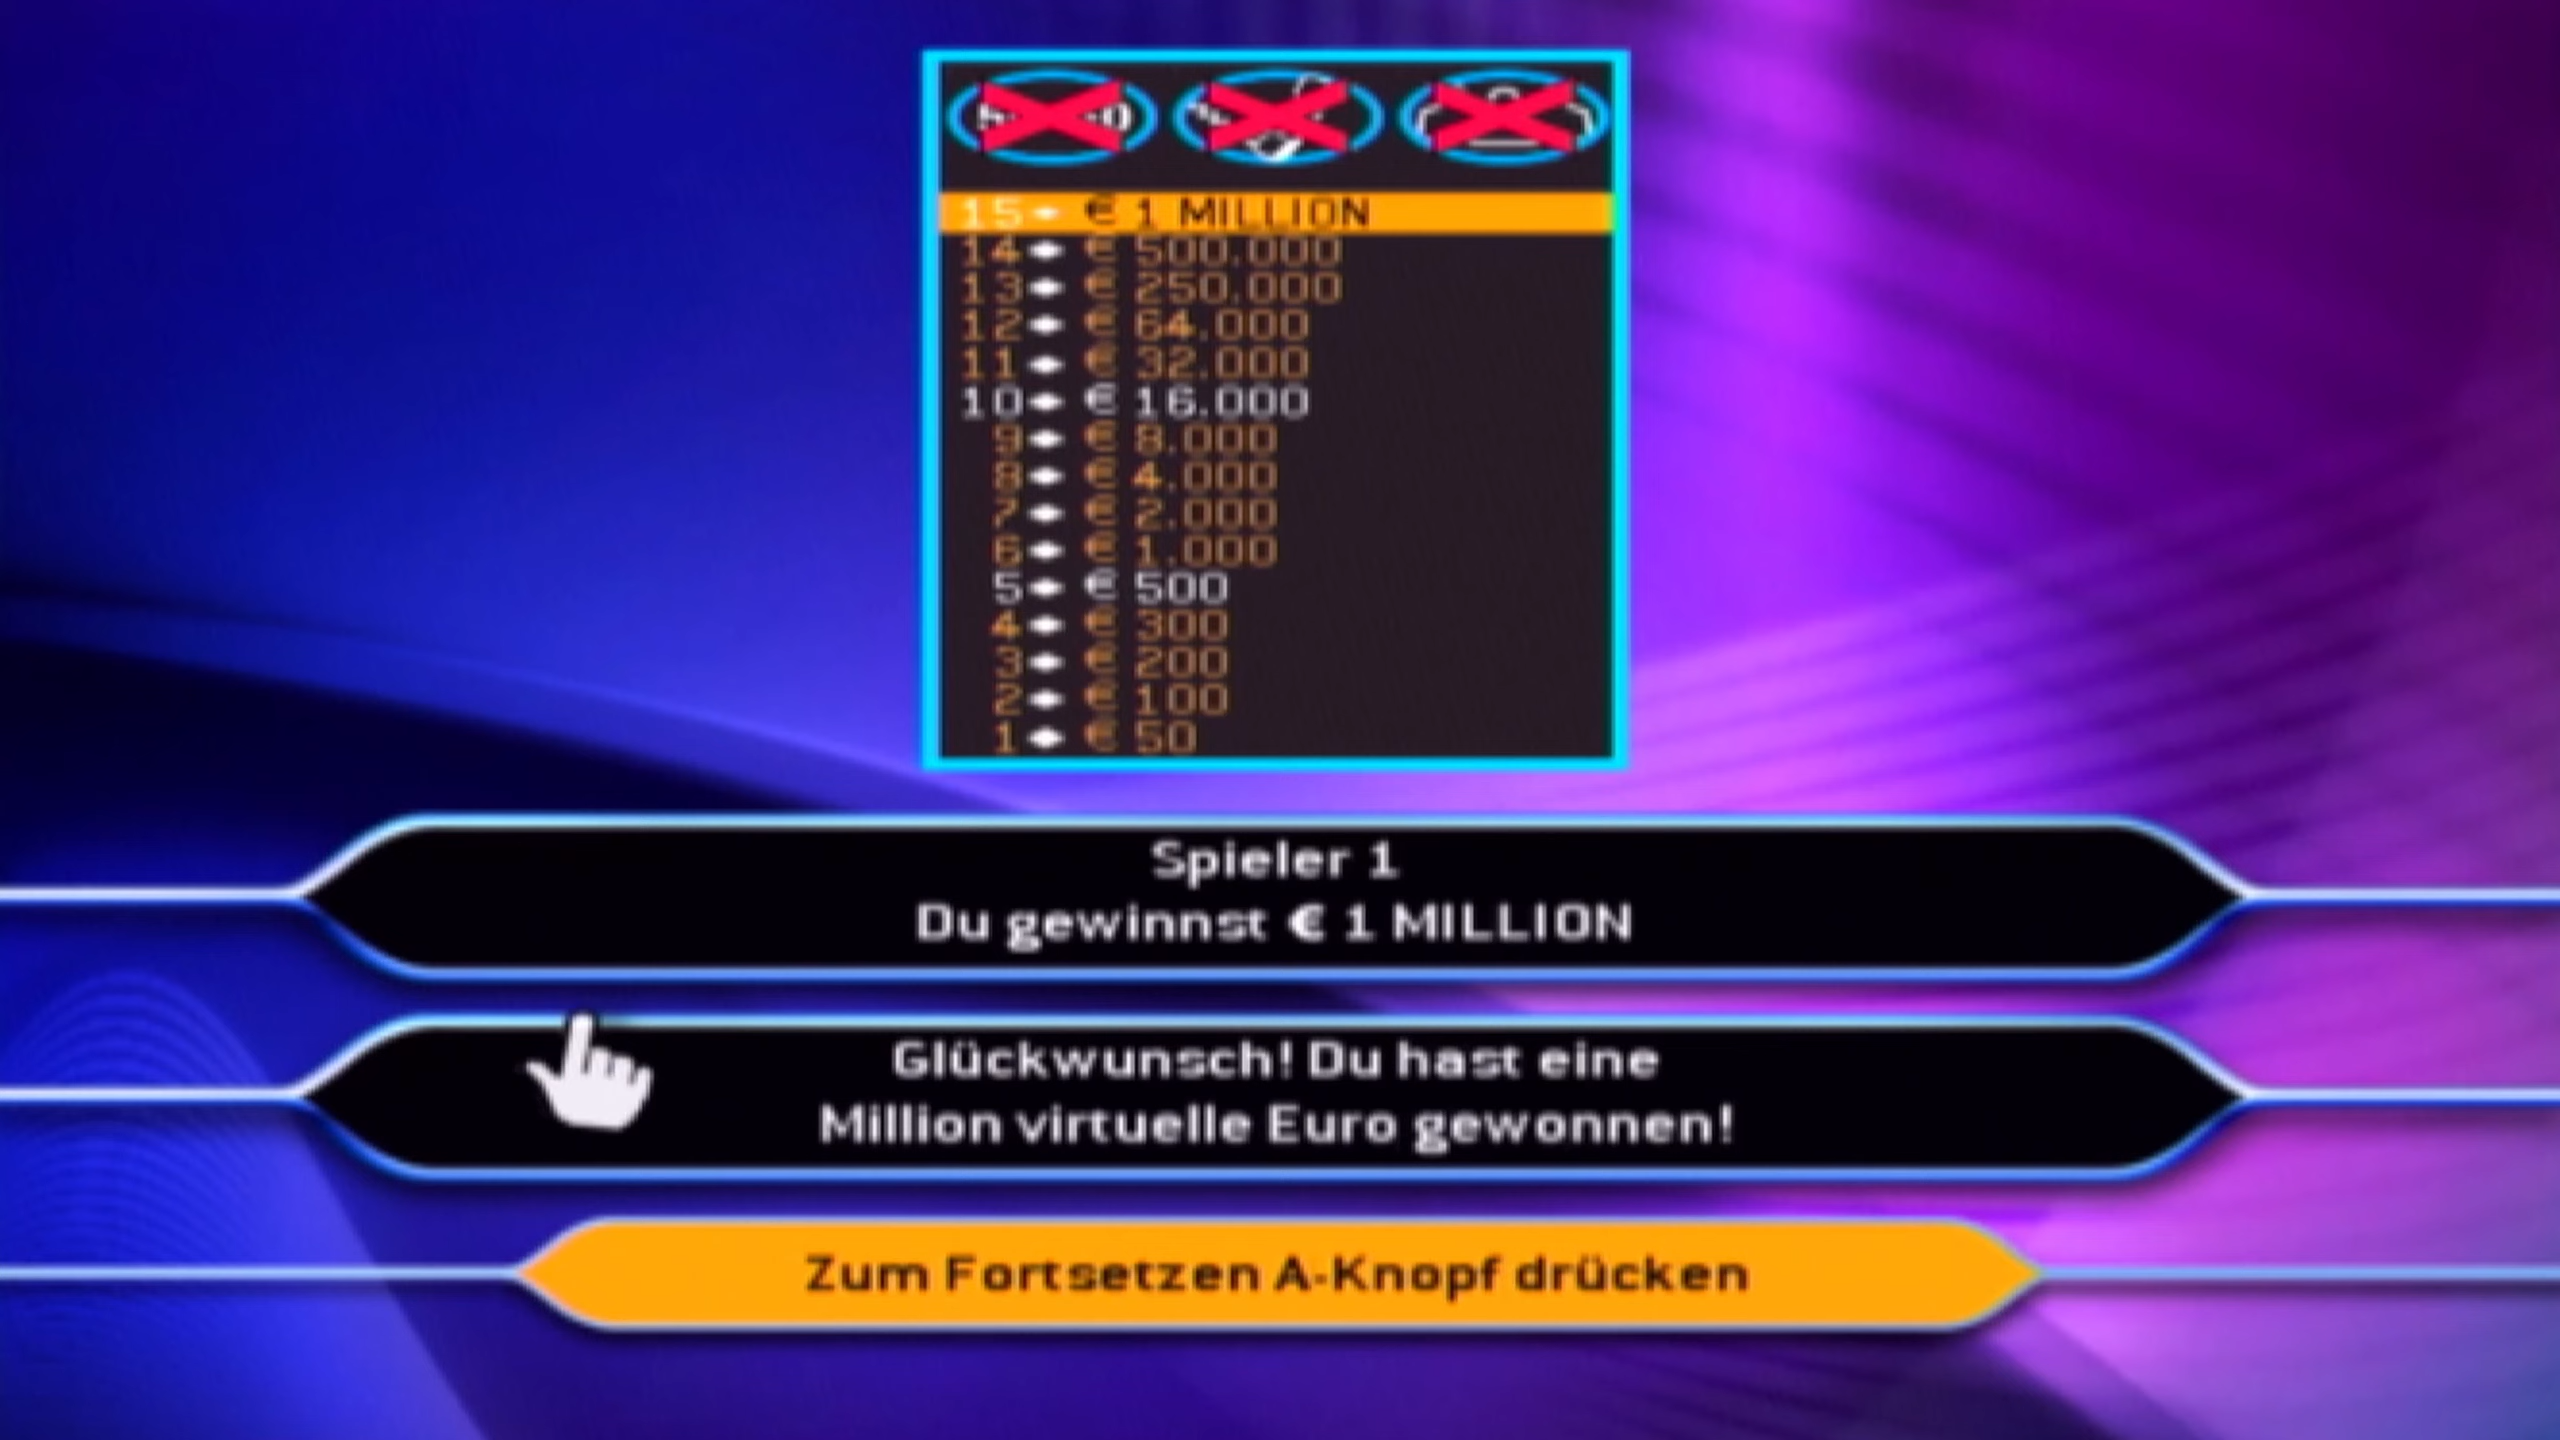 15 ♦ € 1 MILLION
14 ♦ € 500.000
13 ♦ € 250.000
12 ♦ € 64.000
11 ♦ € 32.000
10 ♦ € 16.000
9 ♦ € 8.000
8 ♦ € 4.000
7 ♦ € 2.000
6 ♦ € 1.000
5 ♦ € 500
4 ♦ € 300
3 ♦ € 200
2 ♦ € 100
1 ♦ € 50
Spieler 1
Du gewinnst € 1 MILLION
Glückwunsch! Du hast eine
Million virtuelle Euro gewonnen!
Zum Fortsetzen A-Knopf drücken